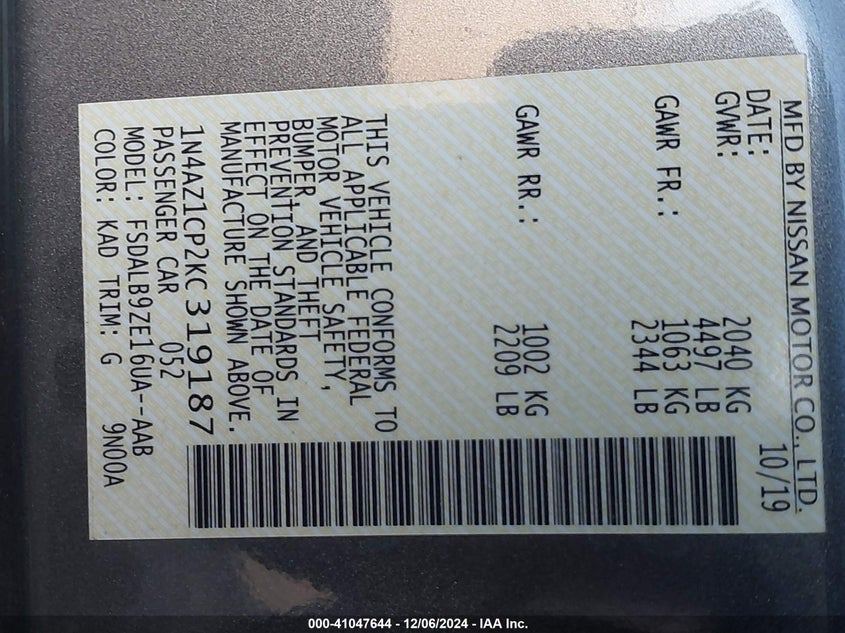 MFD BY NISSAN MOTOR CO., LTD.
DATE: 10/19
GVWR: 2040 KG
4497 LB
GAWR FR.: 1063 KG
2344 LB
GAWR RR.: 1002 KG
2209 LB
THIS VEHICLE CONFORMS TO
ALL APPLICABLE FEDERAL
MOTOR VEHICLE SAFETY,
BUMPER, AND THEFT
PREVENTION STANDARDS IN
EFFECT ON THE DATE OF
MANUFACTURE SHOWN ABOVE.
1N4AZ1CP2KC319187
PASSENGER CAR 052
MODEL: FSDALB9ZE16UA--AAB
COLOR: KAD TRIM: G 9N00A
000-41047644 - 12/06/2024 - IAA Inc.